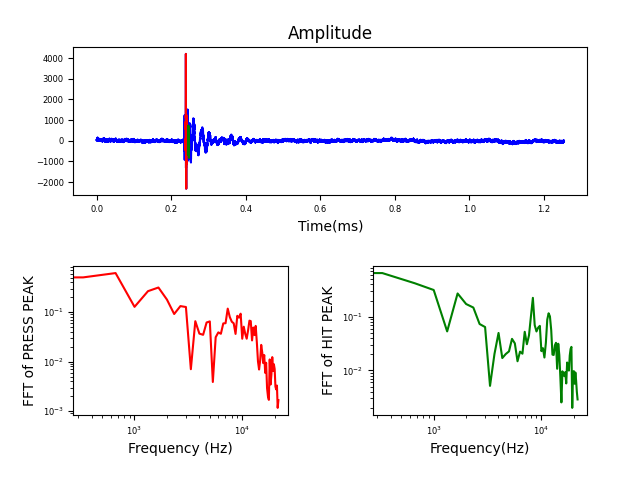 Amplitude
4000
3000
2000
1000
0
−1000
−2000
0.0 0.2 0.4 0.6 0.8 1.0 1.2
Time(ms)
FFT of PRESS PEAK
10⁻¹
10⁻²
10⁻³
10³ 10⁴
Frequency (Hz)
FFT of HIT PEAK
10⁻¹
10⁻²
10³ 10⁴
Frequency(Hz)